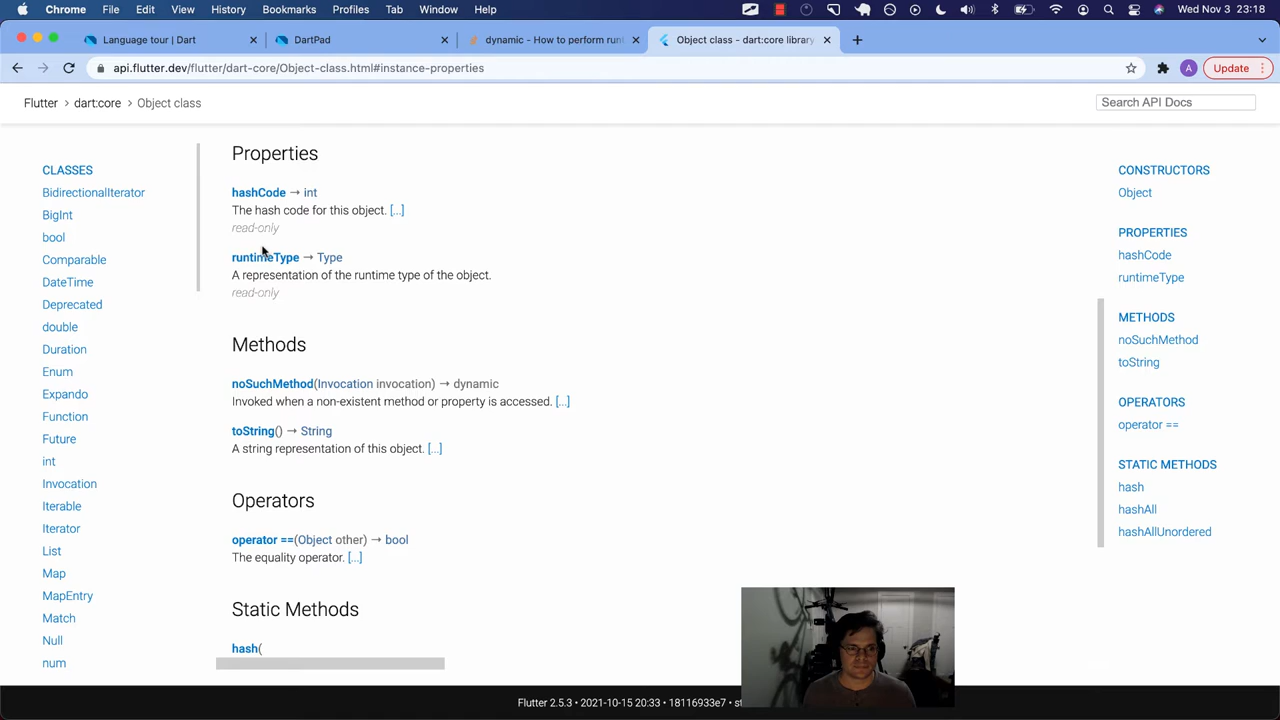 Chrome File Edit View History Bookmarks Profiles Tab Window Help Wed Nov 3 23:18
Language tour | Dart
DartPad
dynamic - How to perform run
Object class - dart:core library
api.flutter.dev/flutter/dart-core/Object-class.html#instance-properties
A
Update
Flutter > dart:core > Object class
Search API Docs
CLASSES
BidirectionalIterator
BigInt
bool
Comparable
DateTime
Deprecated
double
Duration
Enum
Expando
Function
Future
int
Invocation
Iterable
Iterator
List
Map
MapEntry
Match
Null
num
Properties
hashCode → int
The hash code for this object. [...]
read-only
runtimeType → Type
A representation of the runtime type of the object.
read-only
Methods
noSuchMethod(Invocation invocation) → dynamic
Invoked when a non-existent method or property is accessed. [...]
toString() → String
A string representation of this object. [...]
Operators
operator ==(Object other) → bool
The equality operator. [...]
Static Methods
hash(
CONSTRUCTORS
Object
PROPERTIES
hashCode
runtimeType
METHODS
noSuchMethod
toString
OPERATORS
operator ==
STATIC METHODS
hash
hashAll
hashAllUnordered
Flutter 2.5.3 • 2021-10-15 20:33 • 18116933e7 •